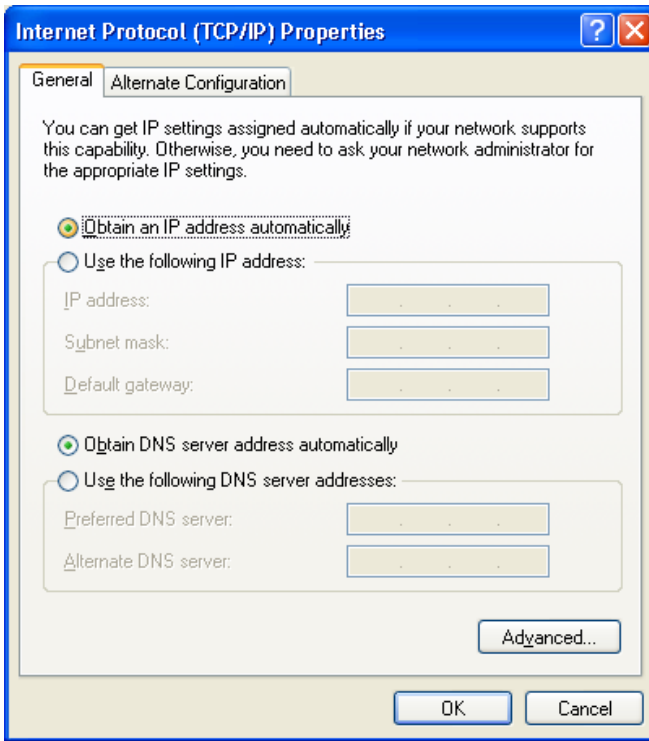 Internet Protocol (TCP/IP) Properties
General
Alternate Configuration
You can get IP settings assigned automatically if your network supports
this capability. Otherwise, you need to ask your network administrator for
the appropriate IP settings.
Obtain an IP address automatically
Use the following IP address:
IP address:
Subnet mask:
Default gateway:
Obtain DNS server address automatically
Use the following DNS server addresses:
Preferred DNS server:
Alternate DNS server:
Advanced...
OK
Cancel